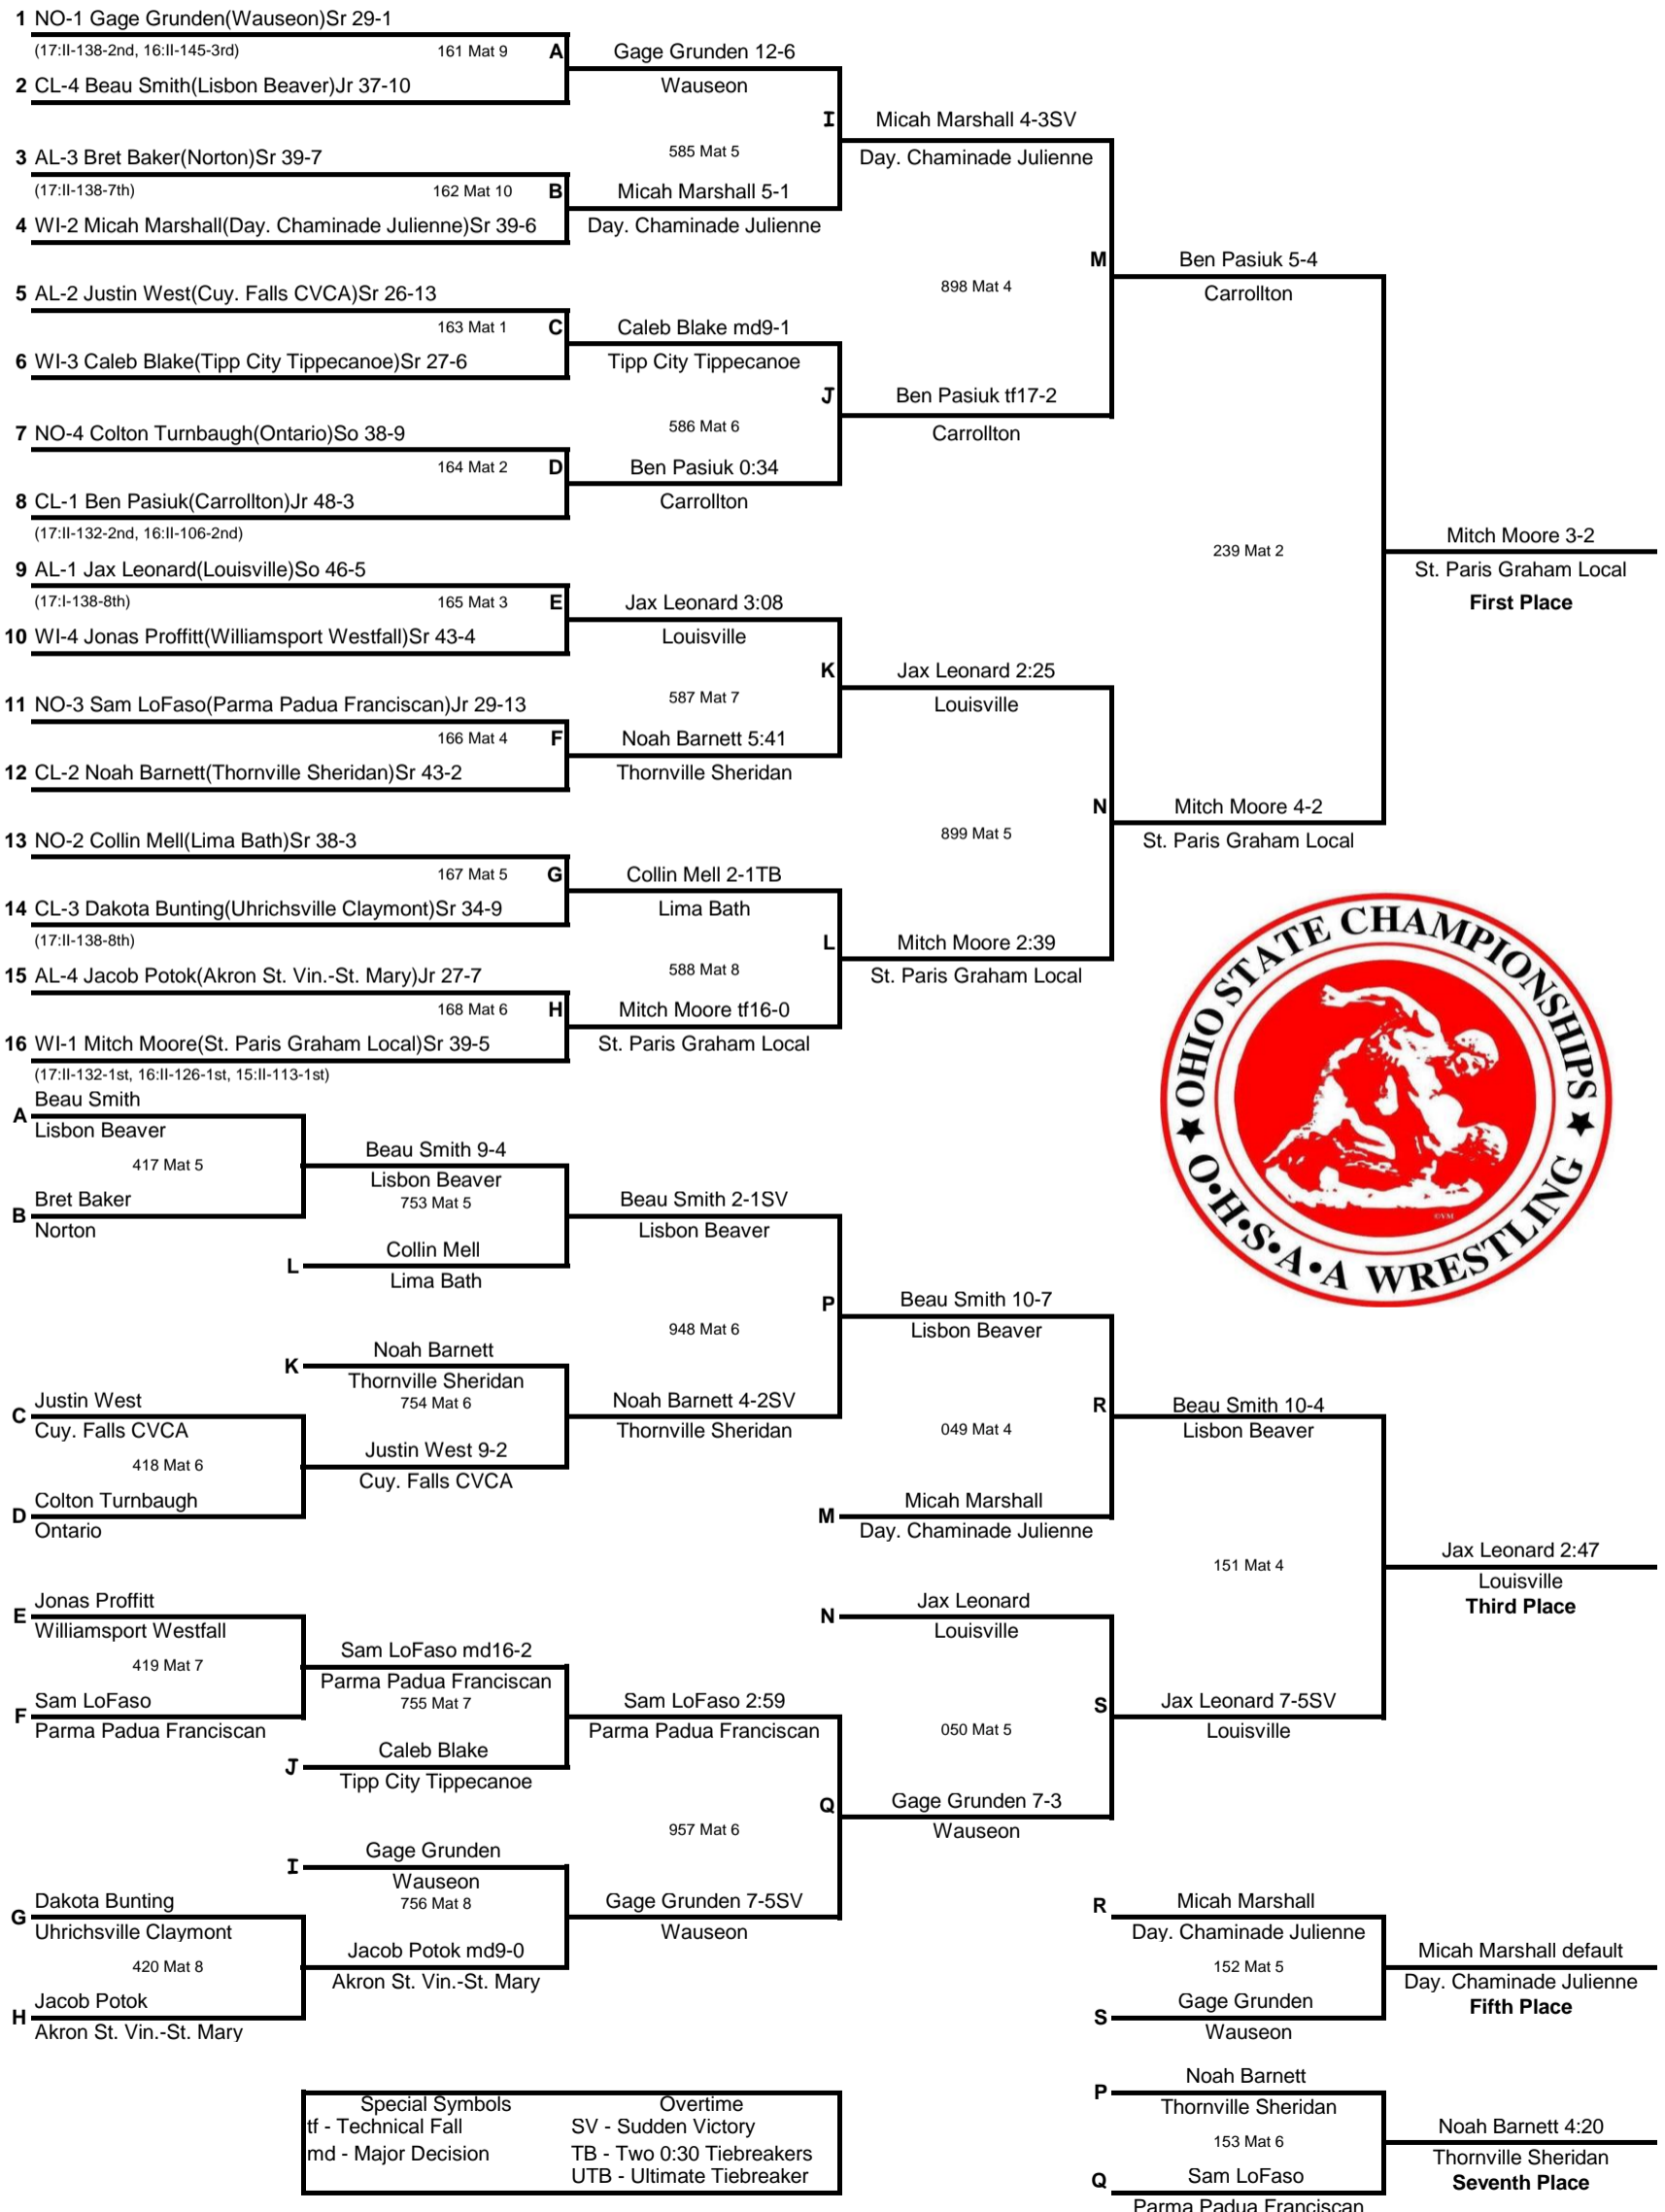 1 NO-1 Gage Grunden(Wauseon)Sr 29-1
(17:II-138-2nd, 16:II-145-3rd) 161 Mat 9 A
2 CL-4 Beau Smith(Lisbon Beaver)Jr 37-10
Gage Grunden 12-6
Wauseon
3 AL-3 Bret Baker(Norton)Sr 39-7
(17:II-138-7th) 162 Mat 10 B
4 WI-2 Micah Marshall(Day. Chaminade Julienne)Sr 39-6
585 Mat 5
I
Micah Marshall 5-1
Day. Chaminade Julienne
Micah Marshall 4-3SV
Day. Chaminade Julienne
5 AL-2 Justin West(Cuy. Falls CVCA)Sr 26-13
163 Mat 1 C
6 WI-3 Caleb Blake(Tipp City Tippecanoe)Sr 27-6
Caleb Blake md9-1
Tipp City Tippecanoe
898 Mat 4
M
Ben Pasiuk 5-4
Carrollton
7 NO-4 Colton Turnbaugh(Ontario)So 38-9
164 Mat 2 D
8 CL-1 Ben Pasiuk(Carrollton)Jr 48-3
(17:II-132-2nd, 16:II-106-2nd)
586 Mat 6
J
Ben Pasiuk 0:34
Carrollton
Ben Pasiuk tf17-2
Carrollton
9 AL-1 Jax Leonard(Louisville)So 46-5
(17:I-138-8th) 165 Mat 3 E
10 WI-4 Jonas Proffitt(Williamsport Westfall)Sr 43-4
Jax Leonard 3:08
Louisville
239 Mat 2
Mitch Moore 3-2
St. Paris Graham Local
First Place
11 NO-3 Sam LoFaso(Parma Padua Franciscan)Jr 29-13
166 Mat 4 F
12 CL-2 Noah Barnett(Thornville Sheridan)Sr 43-2
587 Mat 7
K
Noah Barnett 5:41
Thornville Sheridan
Jax Leonard 2:25
Louisville
13 NO-2 Collin Mell(Lima Bath)Sr 38-3
167 Mat 5 G
14 CL-3 Dakota Bunting(Uhrichsville Claymont)Sr 34-9
(17:II-138-8th)
Collin Mell 2-1TB
Lima Bath
899 Mat 5
N
Mitch Moore 4-2
St. Paris Graham Local
15 AL-4 Jacob Potok(Akron St. Vin.-St. Mary)Jr 27-7
168 Mat 6 H
16 WI-1 Mitch Moore(St. Paris Graham Local)Sr 39-5
(17:II-132-1st, 16:II-126-1st, 15:II-113-1st)
588 Mat 8
L
Mitch Moore tf16-0
St. Paris Graham Local
Mitch Moore 2:39
St. Paris Graham Local
★ OHIO STATE CHAMPIONSHIPS ★
O•H•S•A•A WRESTLING
©VM
A Beau Smith
Lisbon Beaver
417 Mat 5
B Bret Baker
Norton
Beau Smith 9-4
Lisbon Beaver
753 Mat 5
L Collin Mell
Lima Bath
Beau Smith 2-1SV
Lisbon Beaver
K Noah Barnett
Thornville Sheridan
754 Mat 6
C Justin West
Cuy. Falls CVCA
418 Mat 6
D Colton Turnbaugh
Ontario
Justin West 9-2
Cuy. Falls CVCA
948 Mat 6
P
Noah Barnett 4-2SV
Thornville Sheridan
Beau Smith 10-7
Lisbon Beaver
049 Mat 4
R
M Micah Marshall
Day. Chaminade Julienne
Beau Smith 10-4
Lisbon Beaver
151 Mat 4
Jax Leonard 2:47
Louisville
Third Place
E Jonas Proffitt
Williamsport Westfall
419 Mat 7
F Sam LoFaso
Parma Padua Franciscan
Sam LoFaso md16-2
Parma Padua Franciscan
755 Mat 7
J Caleb Blake
Tipp City Tippecanoe
Sam LoFaso 2:59
Parma Padua Franciscan
N Jax Leonard
Louisville
050 Mat 5
S
Jax Leonard 7-5SV
Louisville
I Gage Grunden
Wauseon
756 Mat 8
G Dakota Bunting
Uhrichsville Claymont
420 Mat 8
H Jacob Potok
Akron St. Vin.-St. Mary
Jacob Potok md9-0
Akron St. Vin.-St. Mary
957 Mat 6
Q
Gage Grunden 7-5SV
Wauseon
Gage Grunden 7-3
Wauseon
R Micah Marshall
Day. Chaminade Julienne
152 Mat 5
S Gage Grunden
Wauseon
Micah Marshall default
Day. Chaminade Julienne
Fifth Place
P Noah Barnett
Thornville Sheridan
153 Mat 6
Q Sam LoFaso
Parma Padua Franciscan
Noah Barnett 4:20
Thornville Sheridan
Seventh Place
Special Symbols Overtime
tf - Technical Fall SV - Sudden Victory
md - Major Decision TB - Two 0:30 Tiebreakers
UTB - Ultimate Tiebreaker